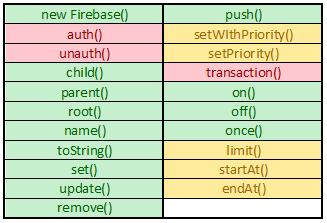 new Firebase() push()
auth() setWIthPriority()
unauth() setPriority()
child() transaction()
parent() on()
root() off()
name() once()
toString() limit()
set() startAt()
update() endAt()
remove()